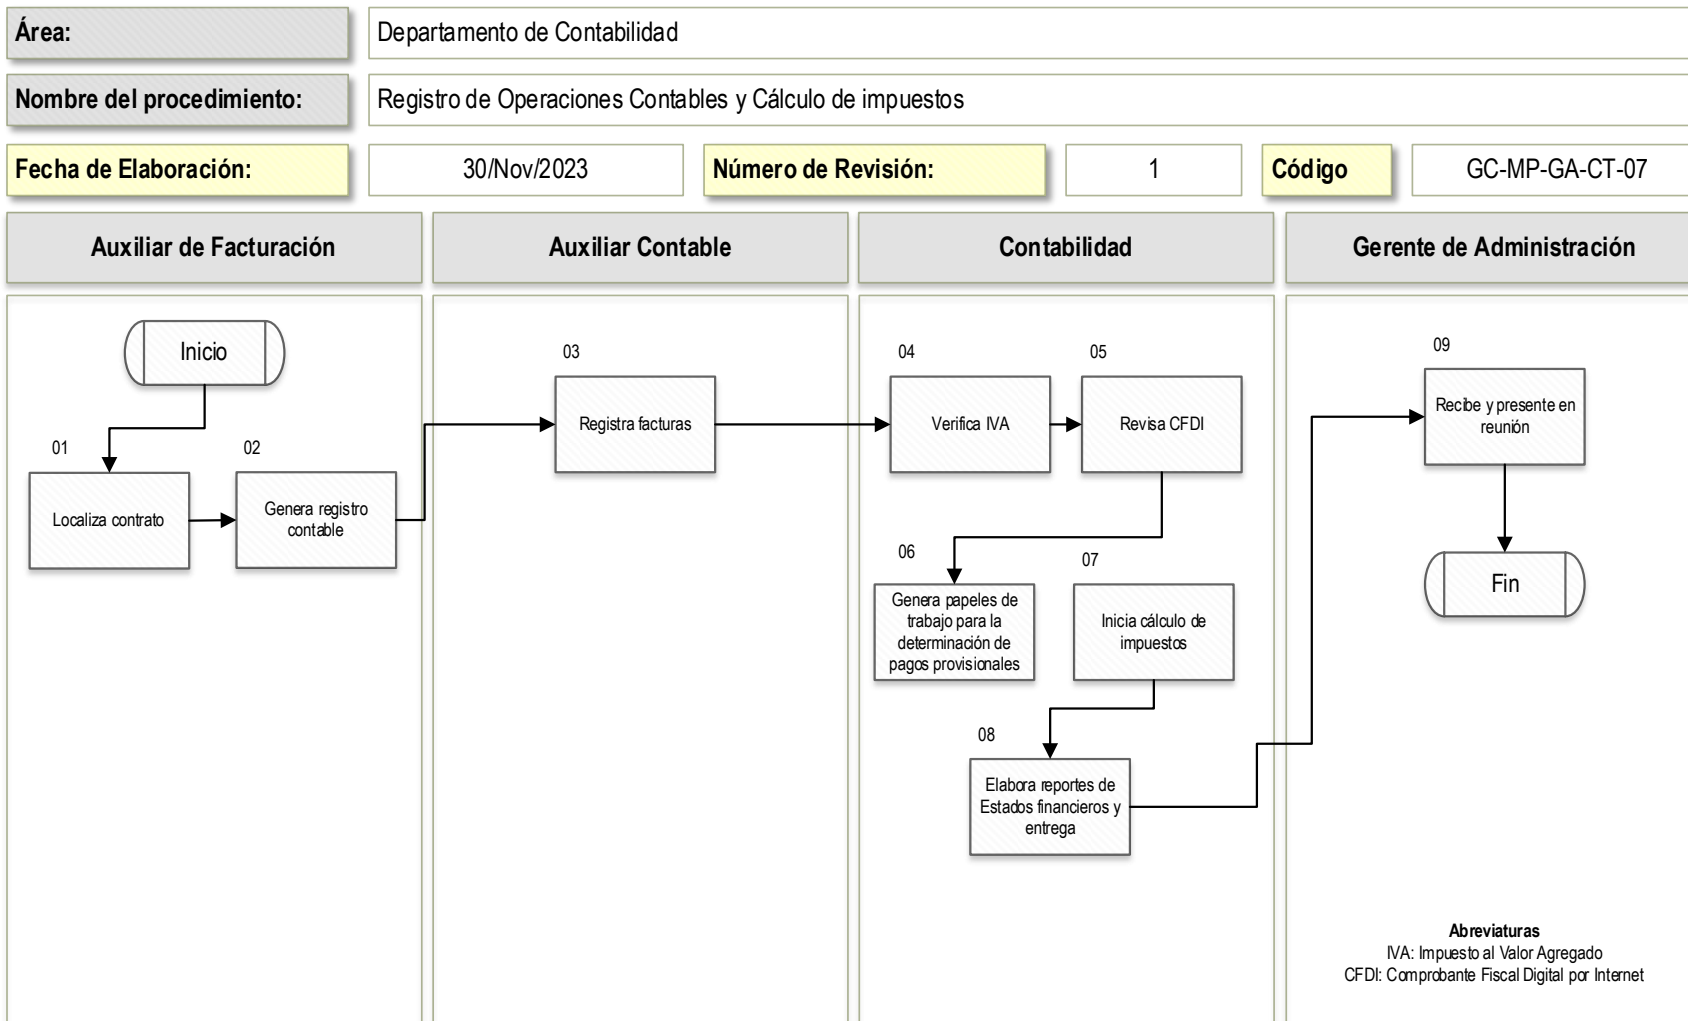 Área:
Departamento de Contabilidad
Nombre del procedimiento:
Registro de Operaciones Contables y Cálculo de impuestos
Fecha de Elaboración:
30/Nov/2023
Número de Revisión:
1
Código
GC-MP-GA-CT-07
Auxiliar de Facturación
Auxiliar Contable
Contabilidad
Gerente de Administración
Inicio
01
Localiza contrato
02
Genera registro
contable
03
Registra facturas
04
Verifica IVA
05
Revisa CFDI
06
Genera papeles de
trabajo para la
determinación de
pagos provisionales
07
Inicia cálculo de
impuestos
08
Elabora reportes de
Estados financieros y
entrega
09
Recibe y presente en
reunión
Fin
Abreviaturas
IVA: Impuesto al Valor Agregado
CFDI: Comprobante Fiscal Digital por Internet